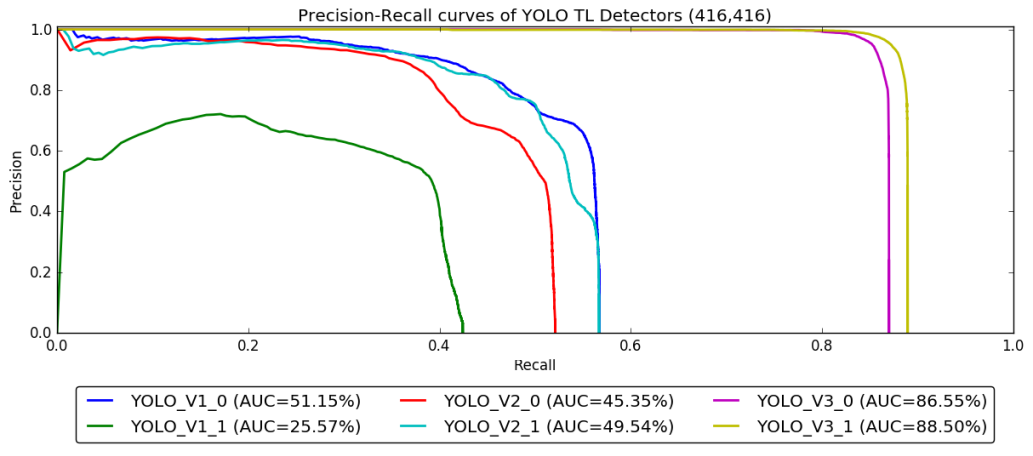 Precision-Recall curves of YOLO TL Detectors (416,416)
1.0
0.8
0.6
0.4
0.2
0.0
Precision
0.0 0.2 0.4 0.6 0.8 1.0
Recall
YOLO_V1_0 (AUC=51.15%) YOLO_V2_0 (AUC=45.35%) YOLO_V3_0 (AUC=86.55%)
YOLO_V1_1 (AUC=25.57%) YOLO_V2_1 (AUC=49.54%) YOLO_V3_1 (AUC=88.50%)